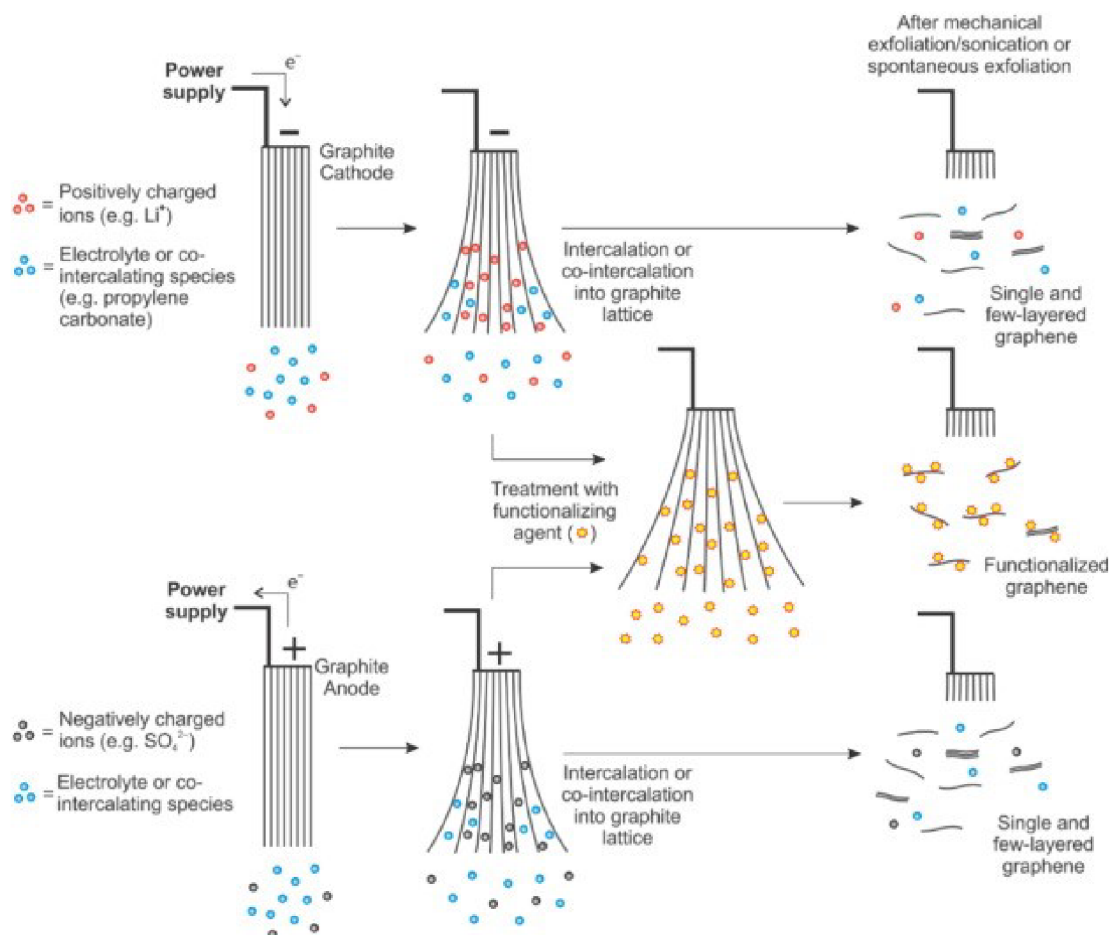 After mechanical
exfoliation/sonication or
spontaneous exfoliation
Power
supply
e⁻
−
Graphite
Cathode
−
= Positively charged
ions (e.g. Li⁺)
= Electrolyte or co-
intercalating species
(e.g. propylene
carbonate)
Intercalation or
co-intercalation
into graphite
lattice
Single and
few-layered
graphene
Treatment with
functionalizing
agent ( )
Functionalized
graphene
Power
supply
e⁻
+
Graphite
Anode
+
= Negatively charged
ions (e.g. SO₄²⁻)
= Electrolyte or co-
intercalating species
Intercalation or
co-intercalation
into graphite
lattice
Single and
few-layered
graphene